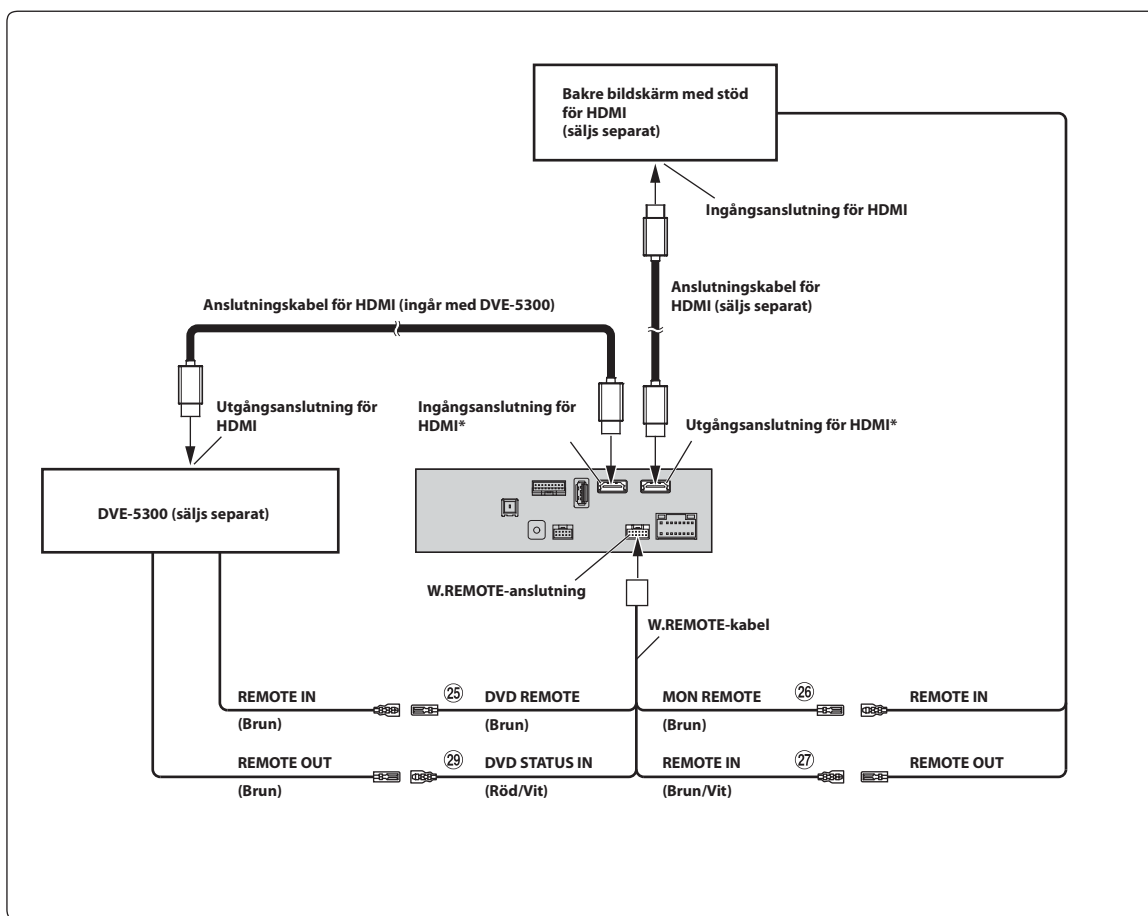 Bakre bildskärm med stöd
för HDMI
(säljs separat)
Ingångsanslutning för HDMI
Anslutningskabel för
HDMI (säljs separat)
Anslutningskabel för HDMI (ingår med DVE-5300)
Utgångsanslutning för
HDMI
Ingångsanslutning för
HDMI*
Utgångsanslutning för HDMI*
DVE-5300 (säljs separat)
W.REMOTE-anslutning
W.REMOTE-kabel
REMOTE IN
(Brun)
㉕
DVD REMOTE
(Brun)
MON REMOTE
(Brun)
㉖
REMOTE IN
REMOTE OUT
(Brun)
㉙
DVD STATUS IN
(Röd/Vit)
REMOTE IN
(Brun/Vit)
㉗
REMOTE OUT